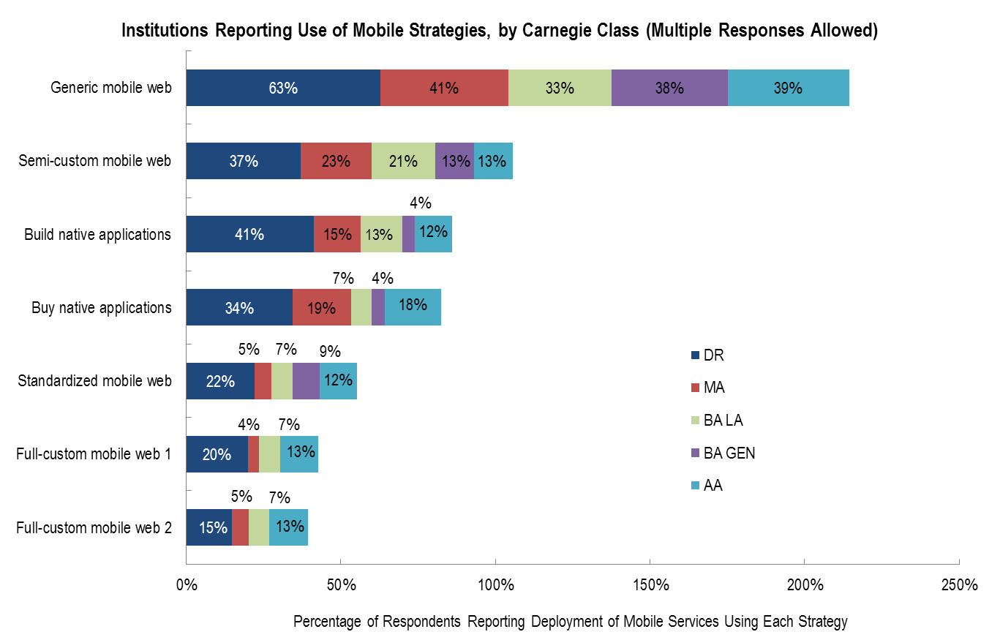 Institutions Reporting Use of Mobile Strategies, by Carnegie Class (Multiple Responses Allowed)
Generic mobile web
63% 41% 33% 38% 39%
Semi-custom mobile web
37% 23% 21% 13% 13%
4%
Build native applications
41% 15% 13% 12%
7% 4%
Buy native applications
34% 19% 18%
5% 7% 9%
Standardized mobile web
22% 12%
4% 7%
Full-custom mobile web 1
20% 13%
5% 7%
Full-custom mobile web 2
15% 13%
DR
MA
BA LA
BA GEN
AA
0% 50% 100% 150% 200% 250%
Percentage of Respondents Reporting Deployment of Mobile Services Using Each Strategy